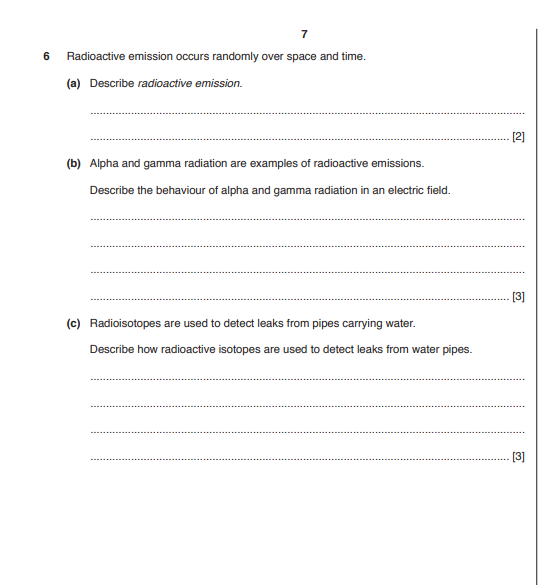 7
6 Radioactive emission occurs randomly over space and time.
(a) Describe radioactive emission.
[2]
(b) Alpha and gamma radiation are examples of radioactive emissions.
Describe the behaviour of alpha and gamma radiation in an electric field.
[3]
(c) Radioisotopes are used to detect leaks from pipes carrying water.
Describe how radioactive isotopes are used to detect leaks from water pipes.
[3]